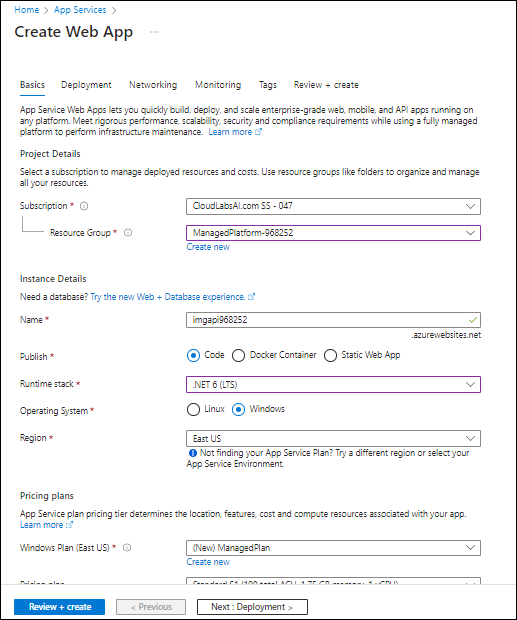 Home > App Services >
Create Web App ...
Basics Deployment Networking Monitoring Tags Review + create
App Service Web Apps lets you quickly build, deploy, and scale enterprise-grade web, mobile, and API apps running on
any platform. Meet rigorous performance, scalability, security and compliance requirements while using a fully managed
platform to perform infrastructure maintenance. Learn more
Project Details
Select a subscription to manage deployed resources and costs. Use resource groups like folders to organize and manage
all your resources.
Subscription * CloudLabsAI.com SS - 047
Resource Group * ManagedPlatform-968252
Create new
Instance Details
Need a database? Try the new Web + Database experience.
Name * imgapi968252
.azurewebsites.net
Publish * Code Docker Container Static Web App
Runtime stack * .NET 6 (LTS)
Operating System * Linux Windows
Region * East US
Not finding your App Service Plan? Try a different region or select your
App Service Environment.
Pricing plans
App Service plan pricing tier determines the location, features, cost and compute resources associated with your app.
Learn more
Windows Plan (East US) * (New) ManagedPlan
Create new
Pricing plan Standard S1 (100 total ACU, 1.75 GB memory, 1 vCPU)
Review + create < Previous Next : Deployment >